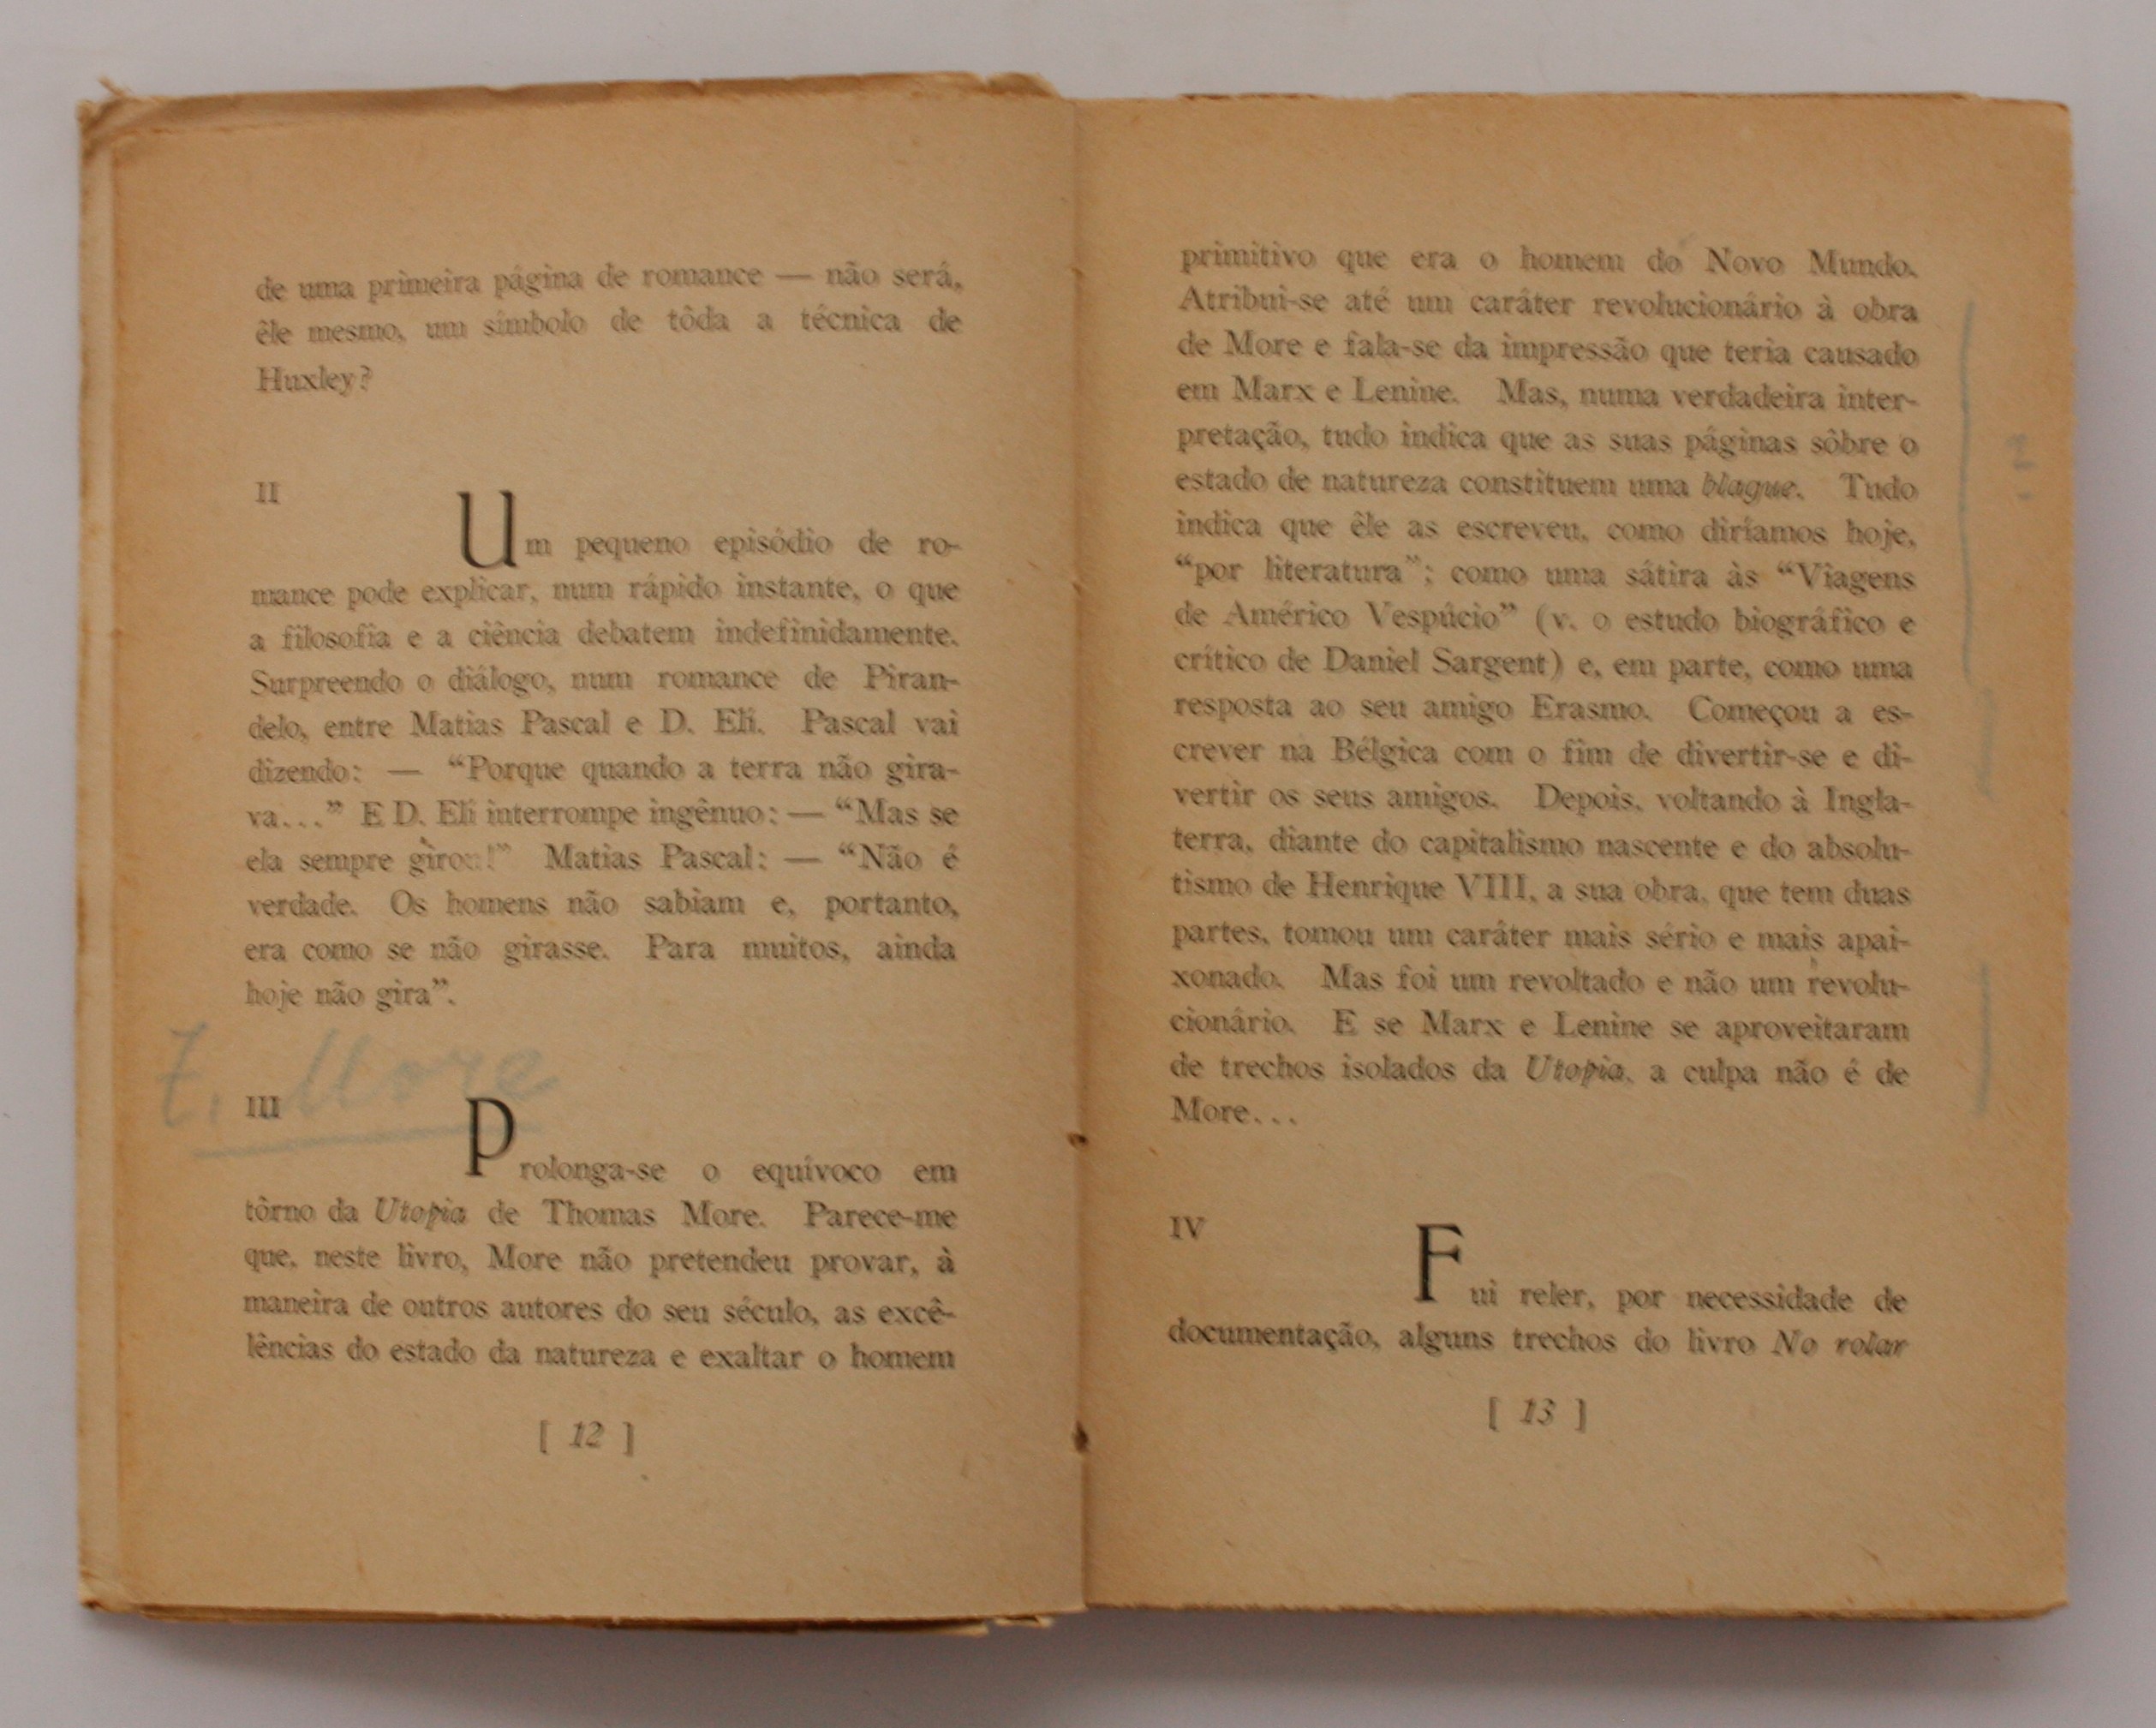 de uma primeira página de romance — não será,
êle mesmo, um símbolo de tôda a técnica de
Huxley?
II
Um pequeno episódio de ro-
mance pode explicar, num rápido instante, o que
a filosofia e a ciência debatem indefinidamente.
Surpreendo o diálogo, num romance de Piran-
delo, entre Matias Pascal e D. Eli. Pascal vai
dizendo: — “Porque quando a terra não gira-
va...” E D. Eli interrompe ingênuo: — “Mas se
ela sempre girou!” Matias Pascal: — “Não é
verdade. Os homens não sabiam e, portanto,
era como se não girasse. Para muitos, ainda
hoje não gira”.
T. More
III
Prolonga-se o equívoco em
tôrno da Utopia de Thomas More. Parece-me
que, neste livro, More não pretendeu provar, à
maneira de outros autores do seu século, as excê-
lências do estado da natureza e exaltar o homem
[ 12 ]
primitivo que era o homem do Novo Mundo.
Atribui-se até um caráter revolucionário à obra
de More e fala-se da impressão que teria causado
em Marx e Lenine. Mas, numa verdadeira inter-
pretação, tudo indica que as suas páginas sôbre o
estado de natureza constituem uma blague. Tudo
indica que êle as escreveu, como diríamos hoje,
“por literatura”; como uma sátira às “Viagens
de Américo Vespúcio” (v. o estudo biográfico e
crítico de Daniel Sargent) e, em parte, como uma
resposta ao seu amigo Erasmo. Começou a es-
crever na Bélgica com o fim de divertir-se e di-
vertir os seus amigos. Depois, voltando à Ingla-
terra, diante do capitalismo nascente e do absolu-
tismo de Henrique VIII, a sua obra, que tem duas
partes, tomou um caráter mais sério e mais apai-
xonado. Mas foi um revoltado e não um revolu-
cionário. E se Marx e Lenine se aproveitaram
de trechos isolados da Utopia, a culpa não é de
More...
?
IV
Fui reler, por necessidade de
documentação, alguns trechos do livro No rolar
[ 13 ]